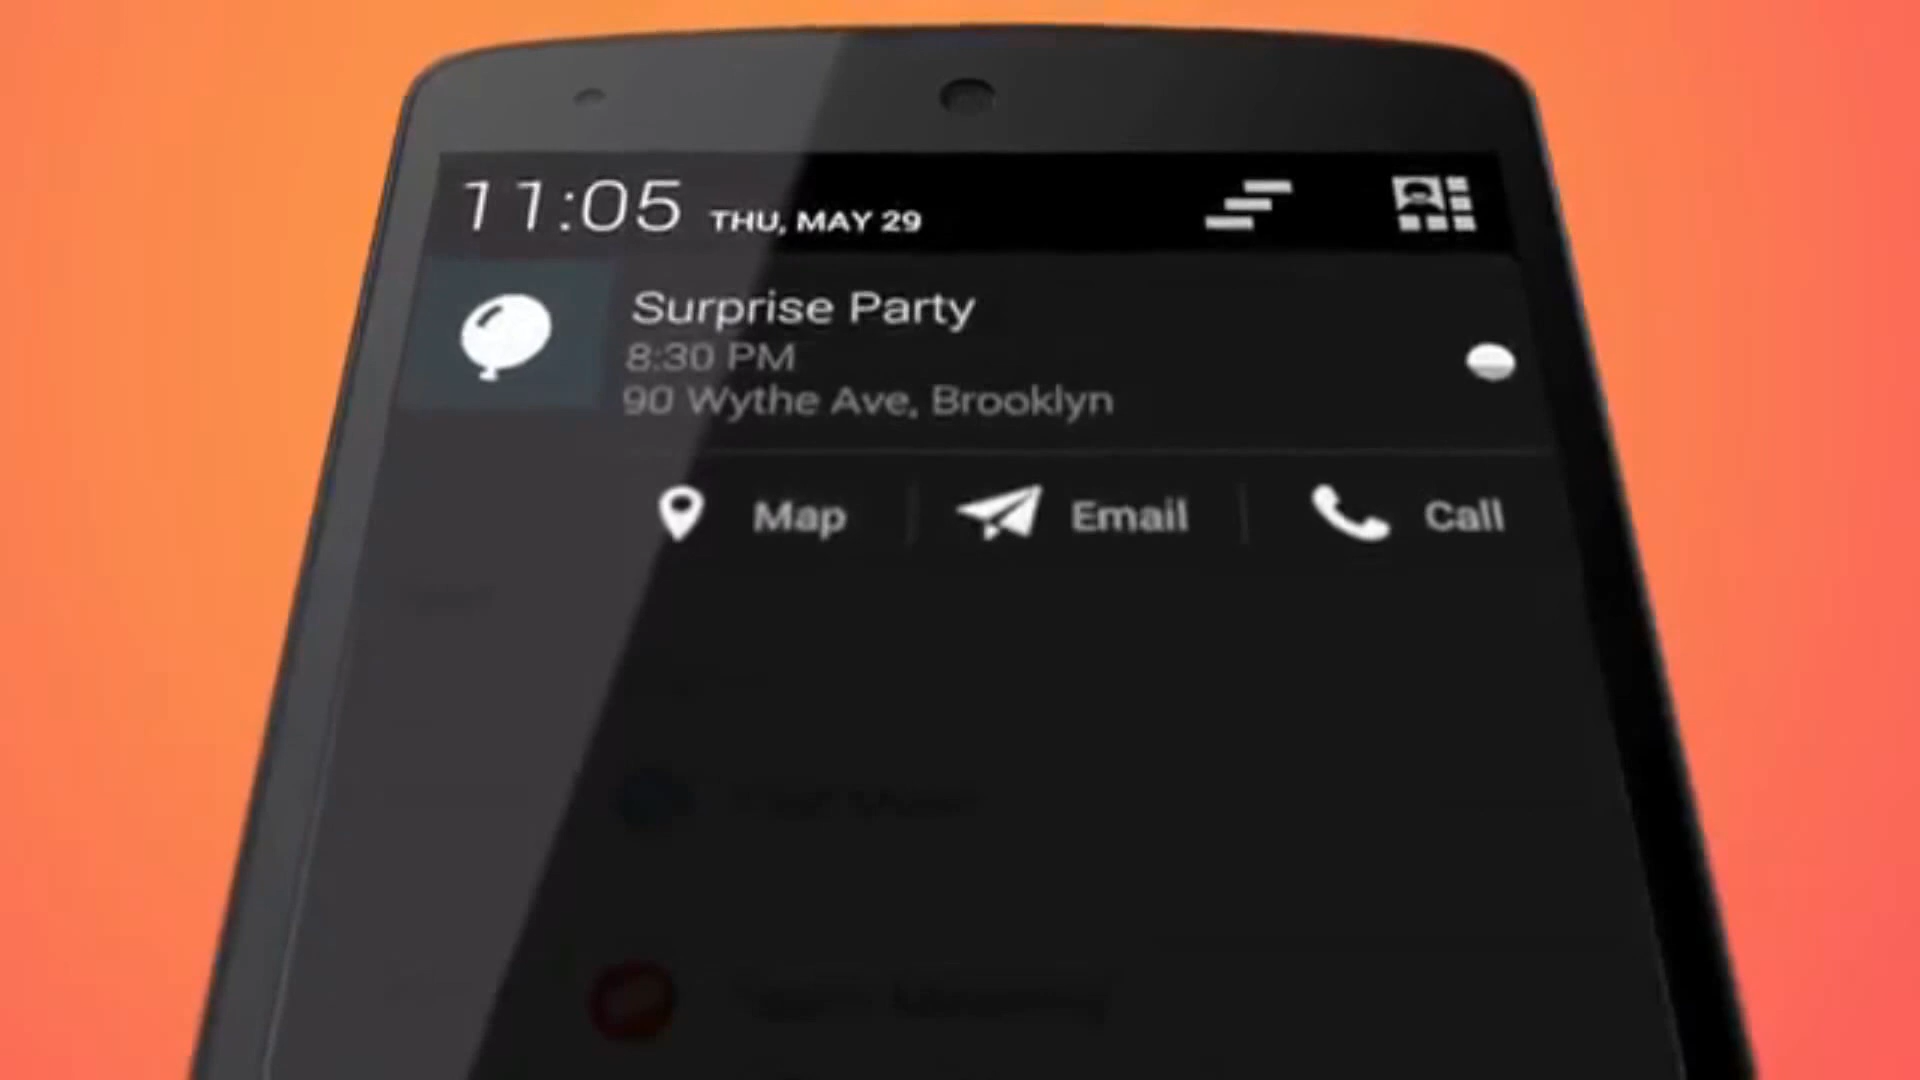 11:05 THU, MAY 29
Surprise Party
8:30 PM
90 Wythe Ave, Brooklyn
Map Email Call